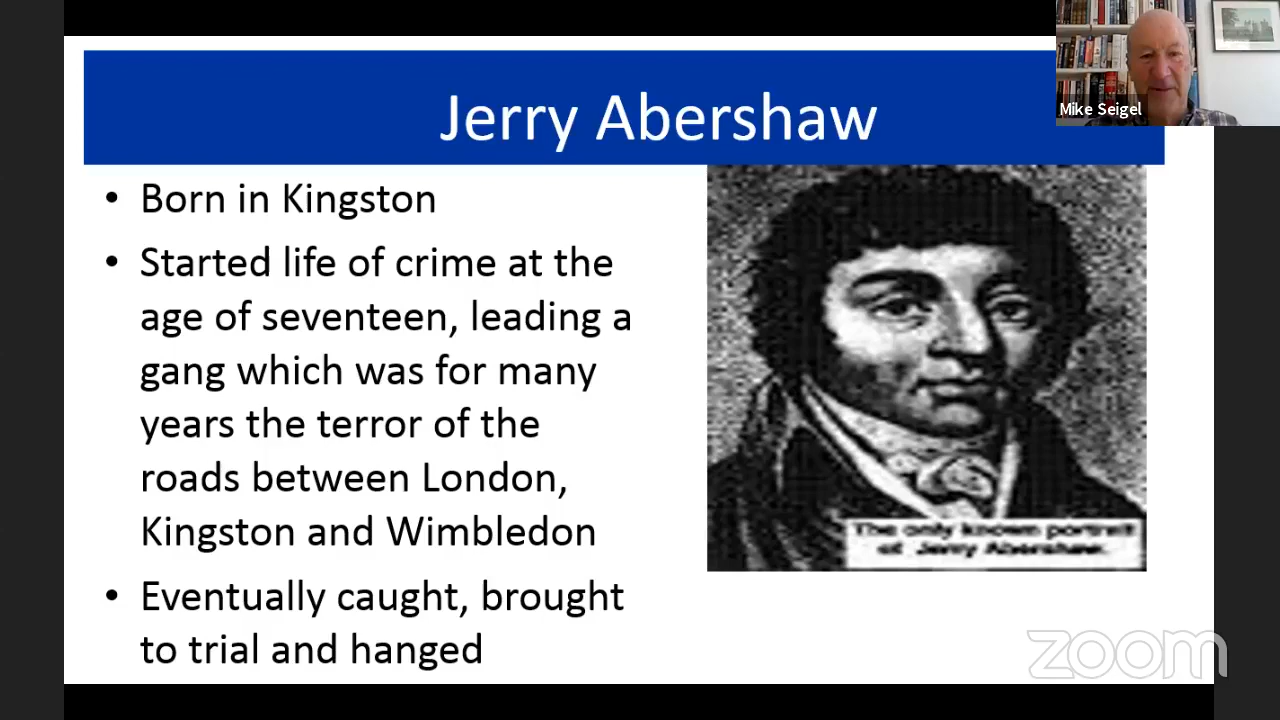 Jerry Abershaw
Mike Seigel
• Born in Kingston
• Started life of crime at the
age of seventeen, leading a
gang which was for many
years the terror of the
roads between London,
Kingston and Wimbledon
• Eventually caught, brought
to trial and hanged
The only known portrait
of Jerry Abershaw.
zoom